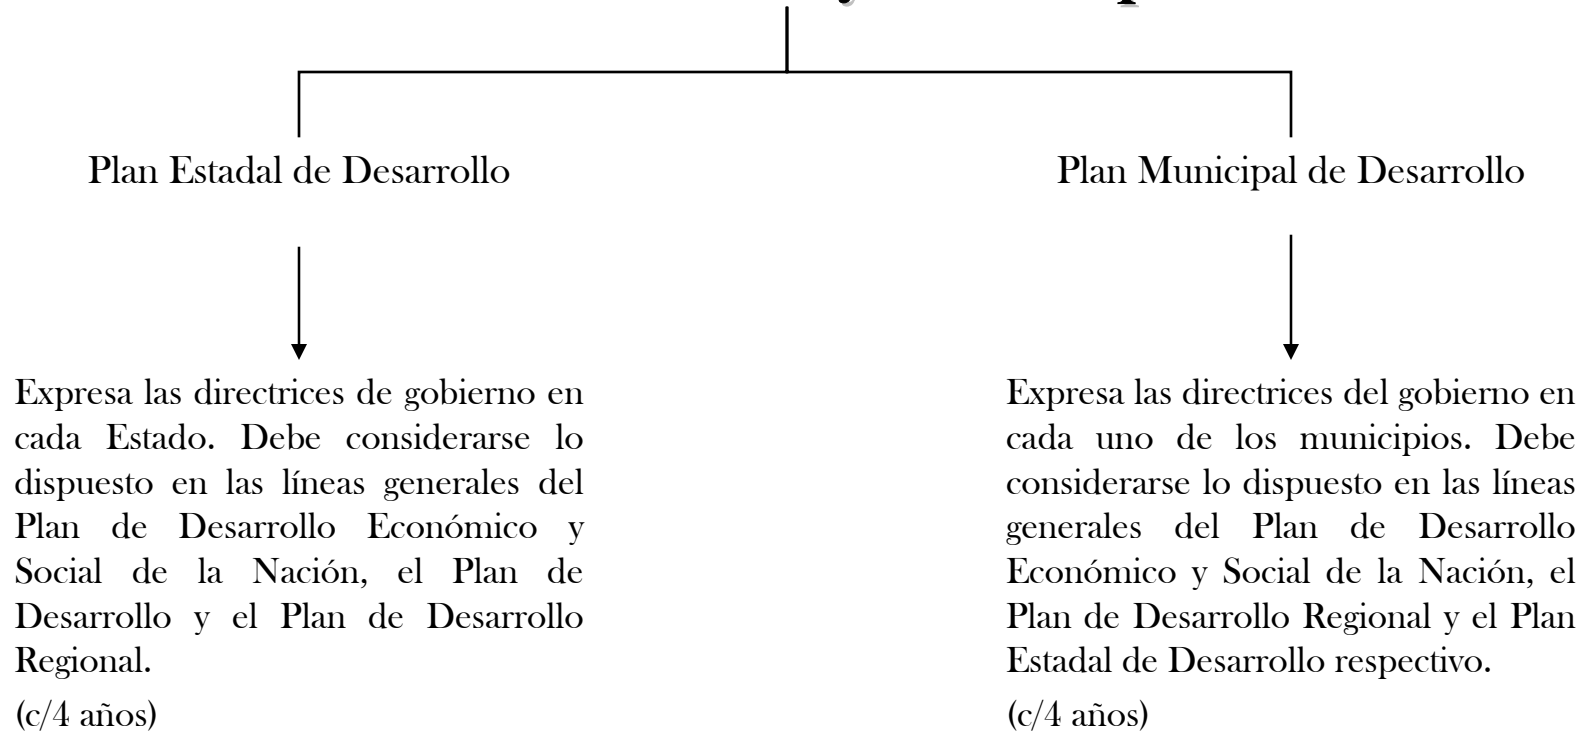 Plan Estadal de Desarrollo
Plan Municipal de Desarrollo
Expresa las directrices de gobierno en
cada Estado. Debe considerarse lo
dispuesto en las líneas generales del
Plan de Desarrollo Económico y
Social de la Nación, el Plan de
Desarrollo y el Plan de Desarrollo
Regional.
(c/4 años)
Expresa las directrices del gobierno en
cada uno de los municipios. Debe
considerarse lo dispuesto en las líneas
generales del Plan de Desarrollo
Económico y Social de la Nación, el
Plan de Desarrollo Regional y el Plan
Estadal de Desarrollo respectivo.
(c/4 años)